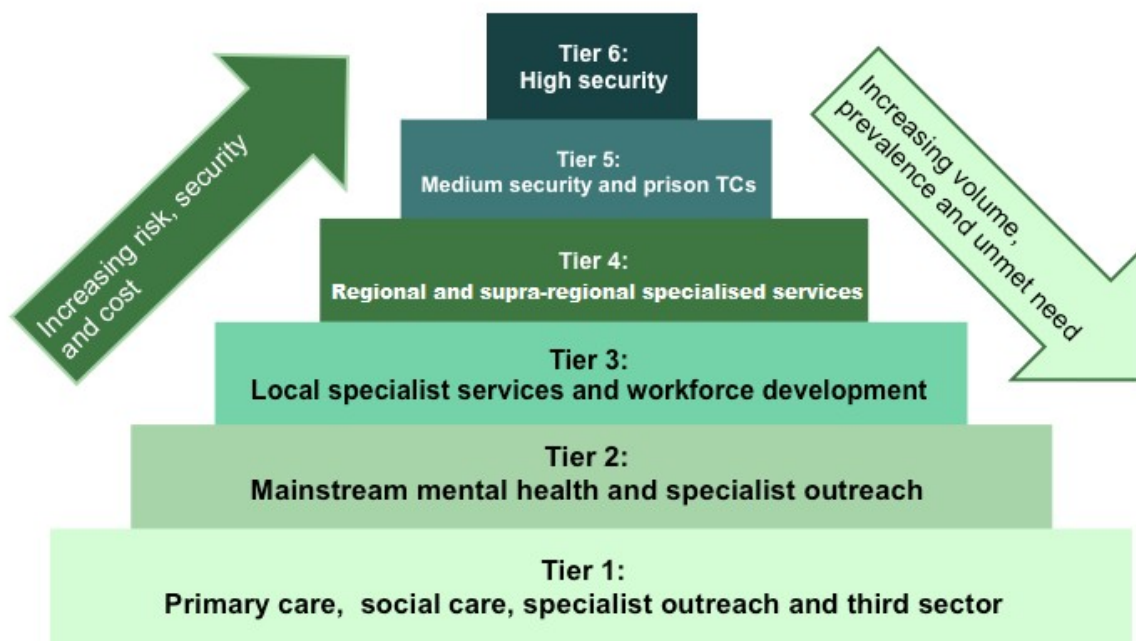 Tier 6:
High security
Tier 5:
Medium security and prison TCs
Tier 4:
Regional and supra-regional specialised services
Tier 3:
Local specialist services and workforce development
Tier 2:
Mainstream mental health and specialist outreach
Tier 1:
Primary care, social care, specialist outreach and third sector
Increasing risk, security
and cost
Increasing volume,
prevalence and unmet need